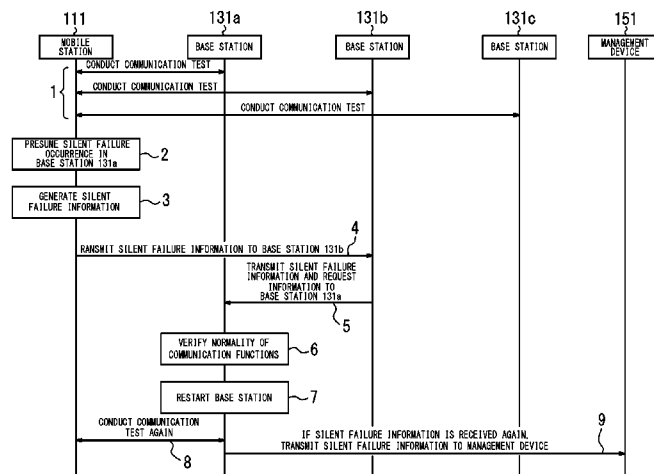 111
131a
131b
131c
151
MOBILE
STATION
BASE STATION
BASE STATION
BASE STATION
MANAGEMENT
DEVICE
CONDUCT COMMUNICATION TEST
1
CONDUCT COMMUNICATION TEST
CONDUCT COMMUNICATION TEST
PRESUME SILENT FAILURE
OCCURRENCE IN
BASE STATION 131a
2
GENERATE SILENT
FAILURE INFORMATION
3
4
RANSMIT SILENT FAILURE INFORMATION TO BASE STATION 131b
TRANSMIT SILENT FAILURE
INFORMATION AND REQUEST
INFORMATION TO
BASE STATION 131a
5
VERIFY NORMALITY OF
COMMUNICATION FUNCTIONS
6
RESTART BASE STATION
7
CONDUCT COMMUNICATION
TEST AGAIN
8
IF SILENT FAILURE INFORMATION IS RECEIVED AGAIN,
TRANSMIT SILENT FAILURE INFORMATION TO MANAGEMENT DEVICE
9